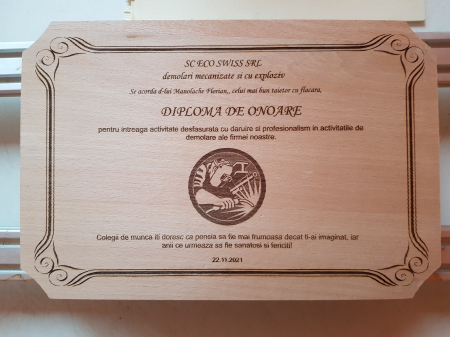 SC ECO SWISS SRL
demolari mecanizate si cu exploziv
Se acorda d-lui Manolache Florian,, celui mai bun taietor cu flacara,
DIPLOMA DE ONOARE
pentru intreaga activitate desfasurata cu daruire si profesionalism in activitatile de
demolare ale firmei noastre.
Colegii de munca iti doresc ca pensia sa fie mai frumoasa decat ti-ai imaginat, iar
anii ce urmeaza sa fie sanatosi si fericiti!
22.11.2021